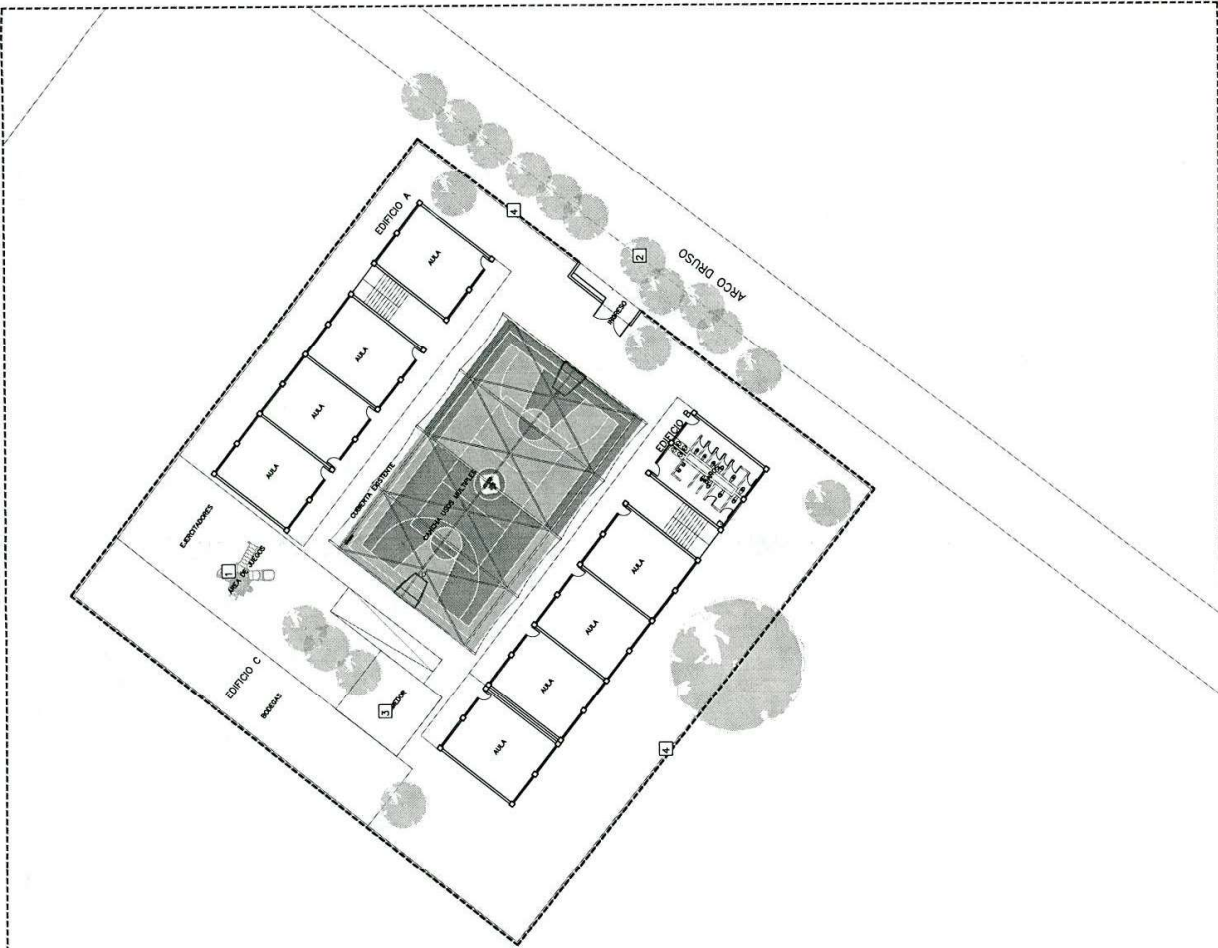 EDIFICIO A
AULA
4
2
ARCO DRUSO
INGRESO
AULA
AULA
AULA
CUBIERTA EXISTENTE
CANCHA USOS MULTIPLES
EDIFICIO B
EJERCITADORES
1
AREA DE JUEGOS
AULA
AULA
AULA
AULA
EDIFICIO C
BODEGAS
3
4